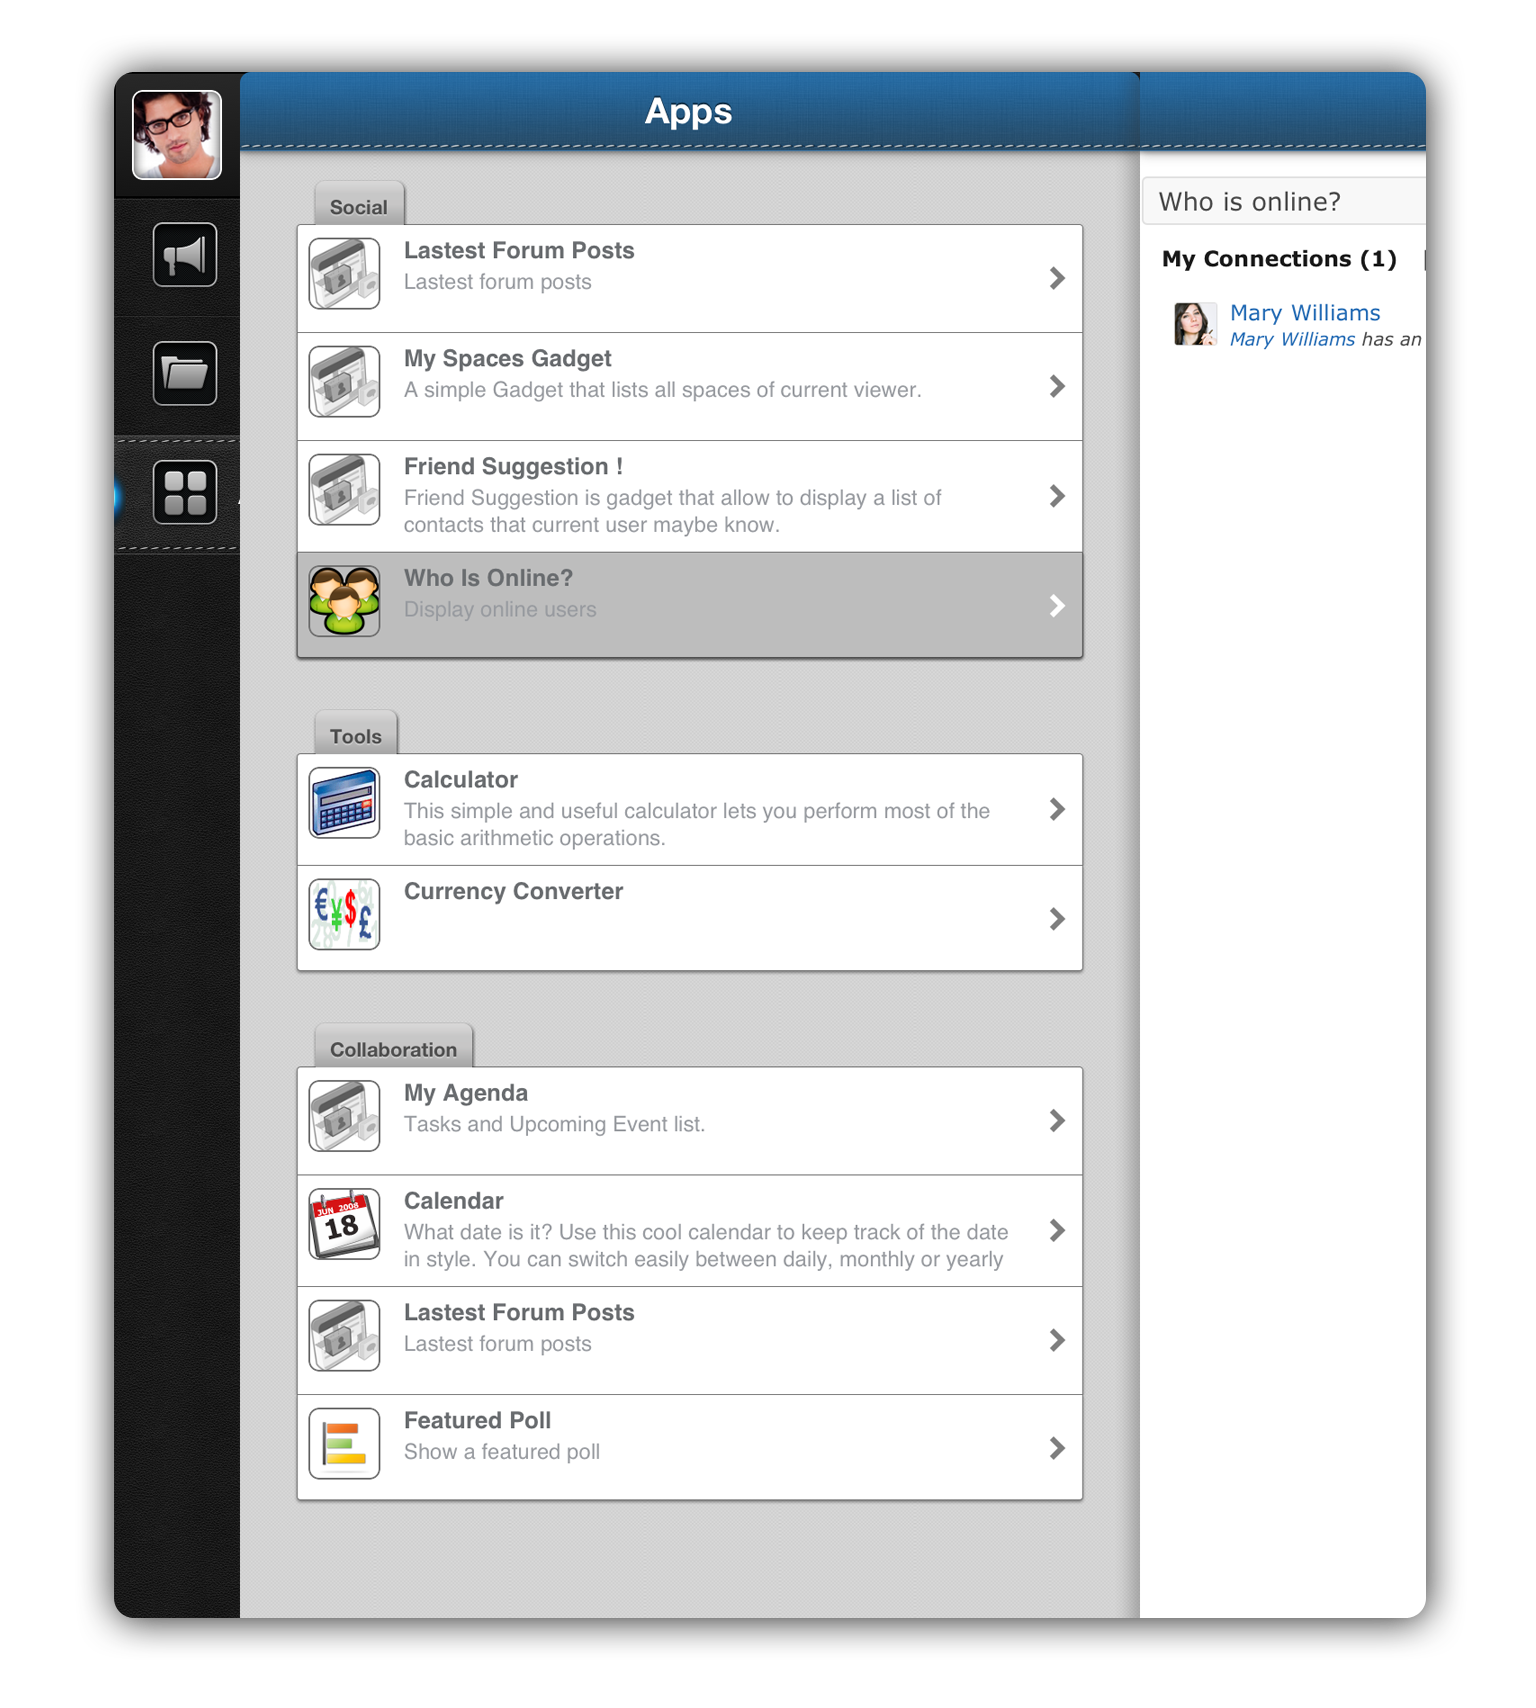 Apps
Social
Lastest Forum Posts
Lastest forum posts
My Spaces Gadget
A simple Gadget that lists all spaces of current viewer.
Friend Suggestion !
Friend Suggestion is gadget that allow to display a list of
contacts that current user maybe know.
Who Is Online?
Display online users
Tools
Calculator
This simple and useful calculator lets you perform most of the
basic arithmetic operations.
Currency Converter
€ ¥ $ £
Collaboration
My Agenda
Tasks and Upcoming Event list.
JUN 2008
18
Calendar
What date is it? Use this cool calendar to keep track of the date
in style. You can switch easily between daily, monthly or yearly
Lastest Forum Posts
Lastest forum posts
Featured Poll
Show a featured poll
Who is online?
My Connections (1)
Mary Williams
Mary Williams has an